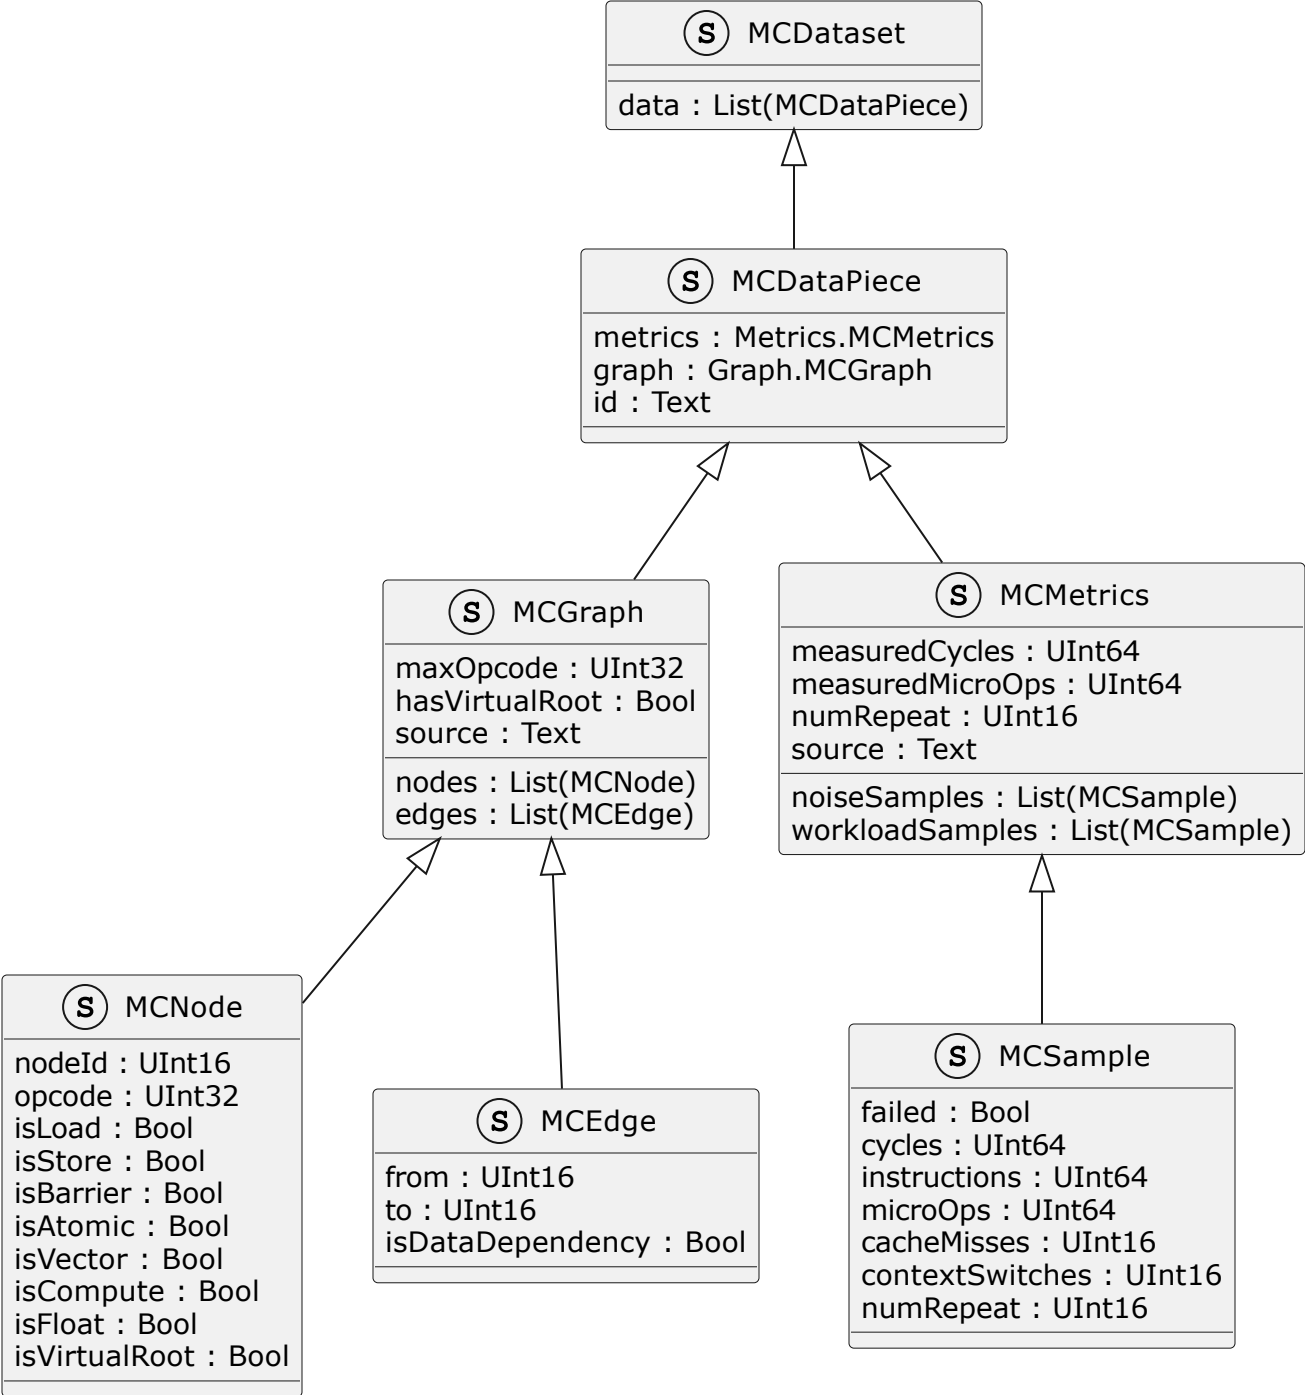 S MCDataset
data : List(MCDataPiece)
S MCDataPiece
metrics : Metrics.MCMetrics
graph : Graph.MCGraph
id : Text
S MCGraph
maxOpcode : UInt32
hasVirtualRoot : Bool
source : Text
nodes : List(MCNode)
edges : List(MCEdge)
S MCMetrics
measuredCycles : UInt64
measuredMicroOps : UInt64
numRepeat : UInt16
source : Text
noiseSamples : List(MCSample)
workloadSamples : List(MCSample)
S MCNode
nodeId : UInt16
opcode : UInt32
isLoad : Bool
isStore : Bool
isBarrier : Bool
isAtomic : Bool
isVector : Bool
isCompute : Bool
isFloat : Bool
isVirtualRoot : Bool
S MCEdge
from : UInt16
to : UInt16
isDataDependency : Bool
S MCSample
failed : Bool
cycles : UInt64
instructions : UInt64
microOps : UInt64
cacheMisses : UInt16
contextSwitches : UInt16
numRepeat : UInt16